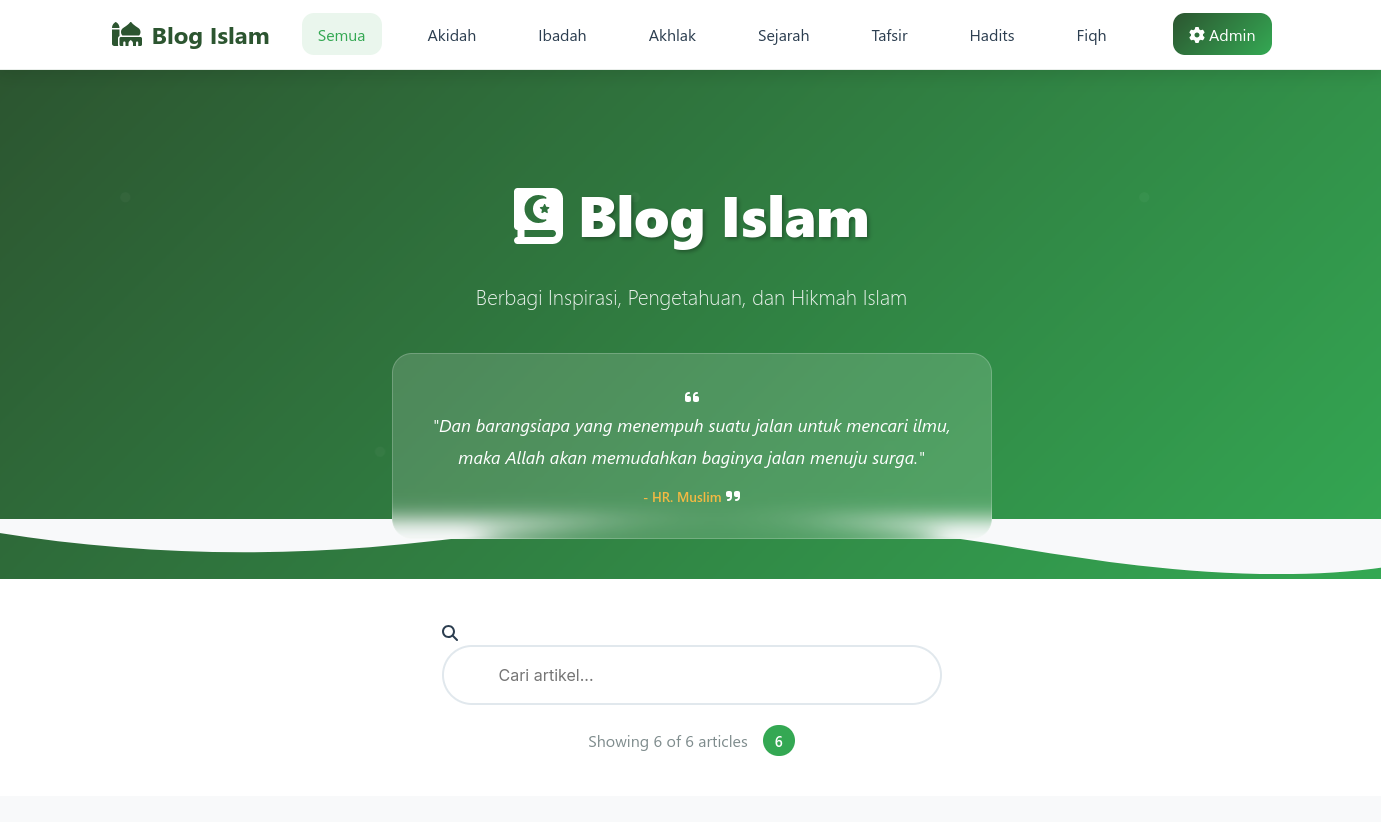 Blog Islam
Semua
Akidah
Ibadah
Akhlak
Sejarah
Tafsir
Hadits
Fiqh
Admin
Blog Islam
Berbagi Inspirasi, Pengetahuan, dan Hikmah Islam
"Dan barangsiapa yang menempuh suatu jalan untuk mencari ilmu,
maka Allah akan memudahkan baginya jalan menuju surga."
- HR. Muslim
Cari artikel...
Showing 6 of 6 articles 6